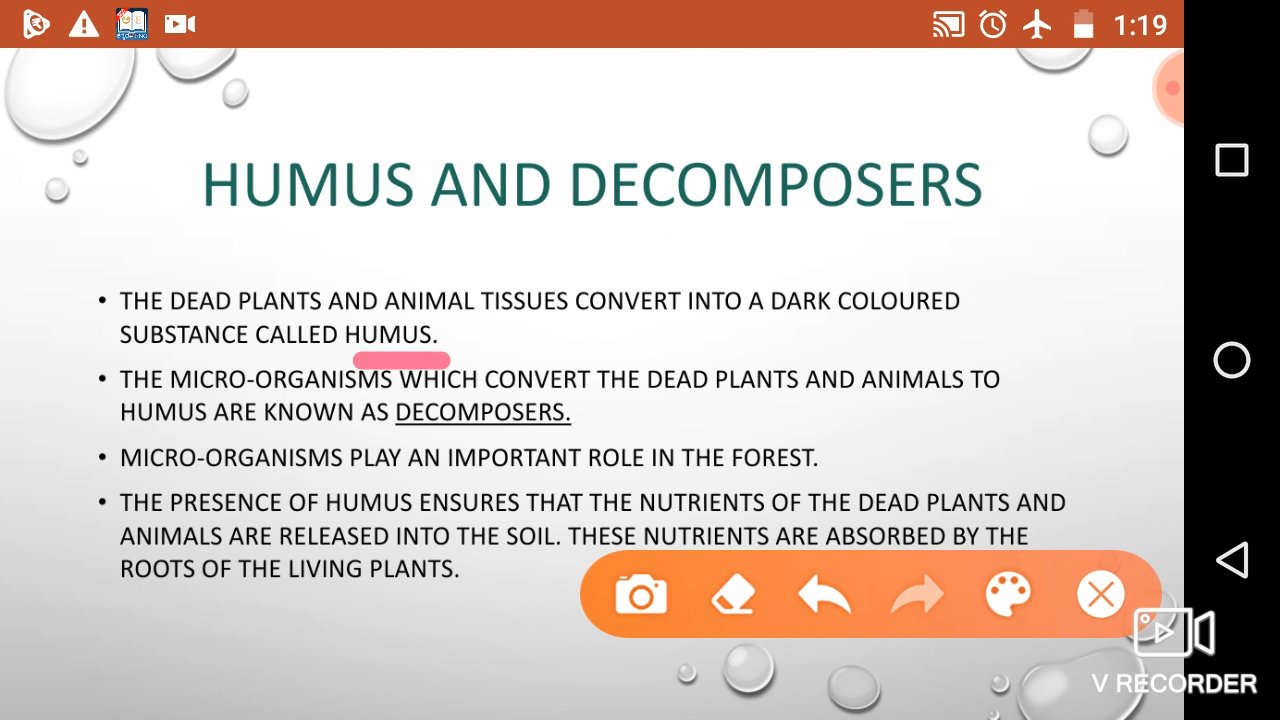 1:19
HUMUS AND DECOMPOSERS
• THE DEAD PLANTS AND ANIMAL TISSUES CONVERT INTO A DARK COLOURED
SUBSTANCE CALLED HUMUS.
• THE MICRO-ORGANISMS WHICH CONVERT THE DEAD PLANTS AND ANIMALS TO
HUMUS ARE KNOWN AS DECOMPOSERS.
• MICRO-ORGANISMS PLAY AN IMPORTANT ROLE IN THE FOREST.
• THE PRESENCE OF HUMUS ENSURES THAT THE NUTRIENTS OF THE DEAD PLANTS AND
ANIMALS ARE RELEASED INTO THE SOIL. THESE NUTRIENTS ARE ABSORBED BY THE
ROOTS OF THE LIVING PLANTS.
V RECORDER